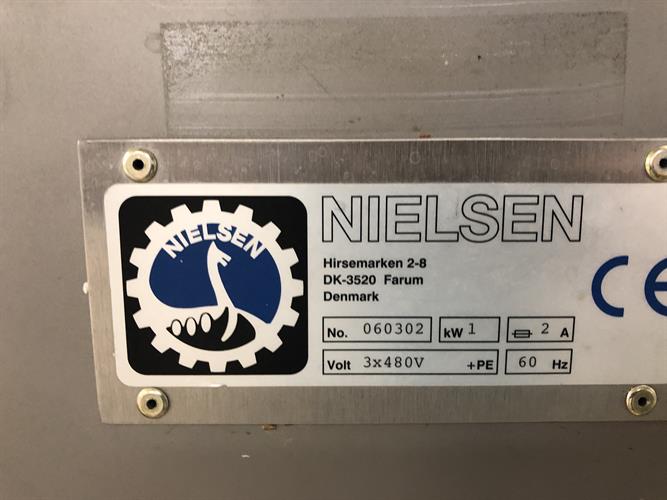 NIELSEN
NIELSEN
Hirsemarken 2-8
DK-3520 Farum
Denmark
No. 060302 kW 1 2 A
Volt 3x480V +PE 60 Hz
CE